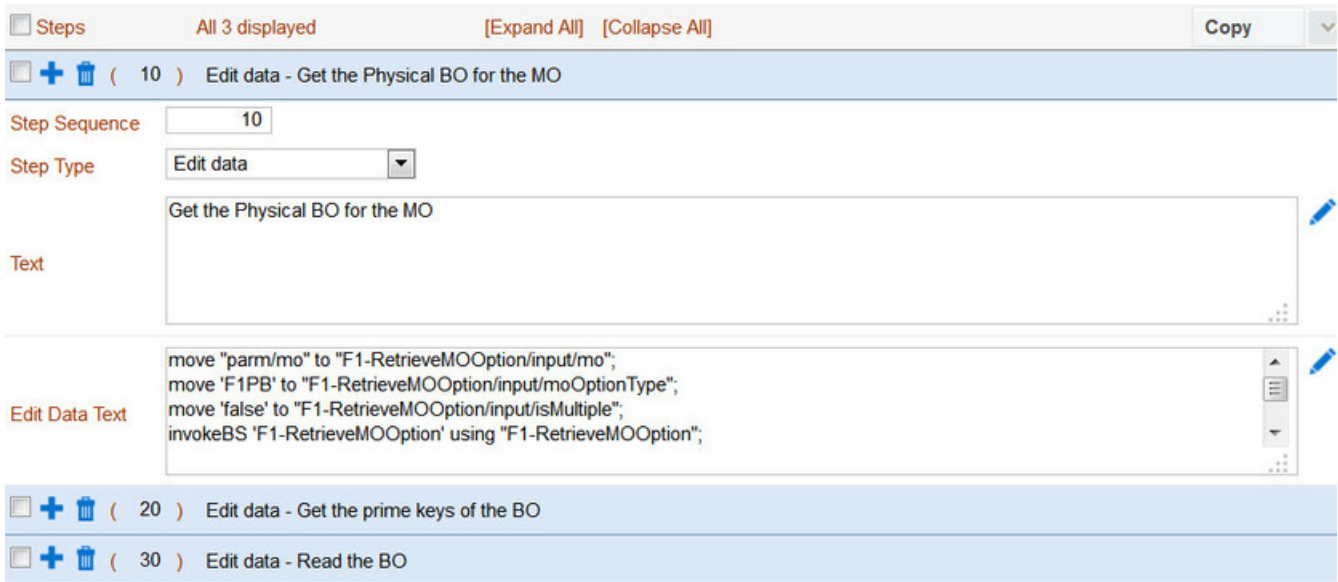 Steps All 3 displayed [Expand All] [Collapse All] Copy
( 10 ) Edit data - Get the Physical BO for the MO
Step Sequence 10
Step Type Edit data
Get the Physical BO for the MO
Text
move "parm/mo" to "F1-RetrieveMOOption/input/mo";
move 'F1PB' to "F1-RetrieveMOOption/input/moOptionType";
move 'false' to "F1-RetrieveMOOption/input/isMultiple";
Edit Data Text
invokeBS 'F1-RetrieveMOOption' using "F1-RetrieveMOOption";
( 20 ) Edit data - Get the prime keys of the BO
( 30 ) Edit data - Read the BO